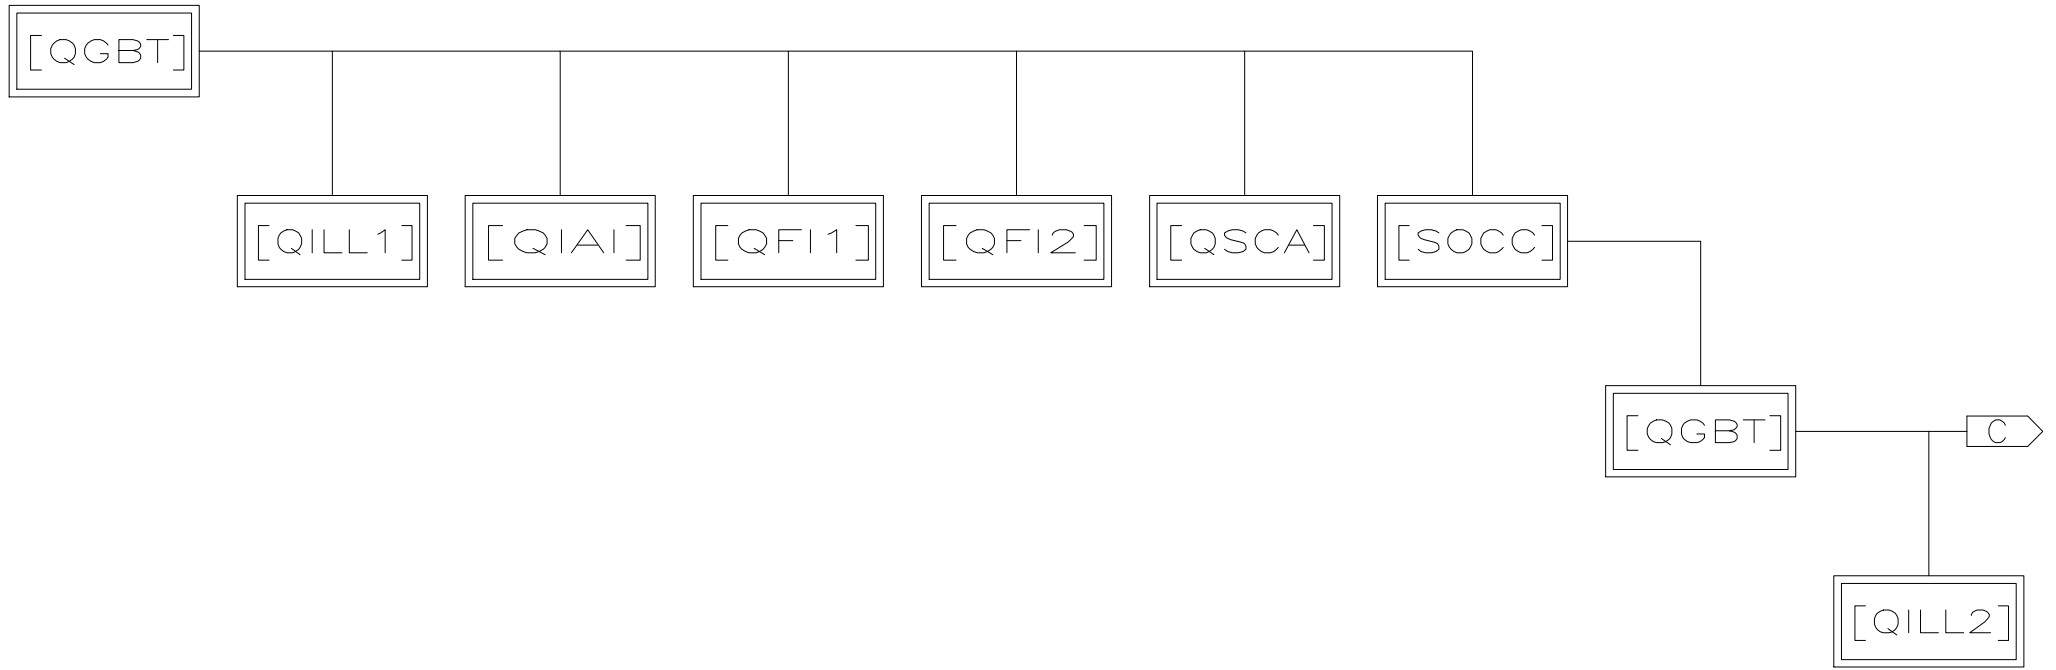 [QGBT]
[QILL1] [QIAI] [QFI1] [QFI2] [QSCA] [SOCC]
[QGBT] C
[QILL2]